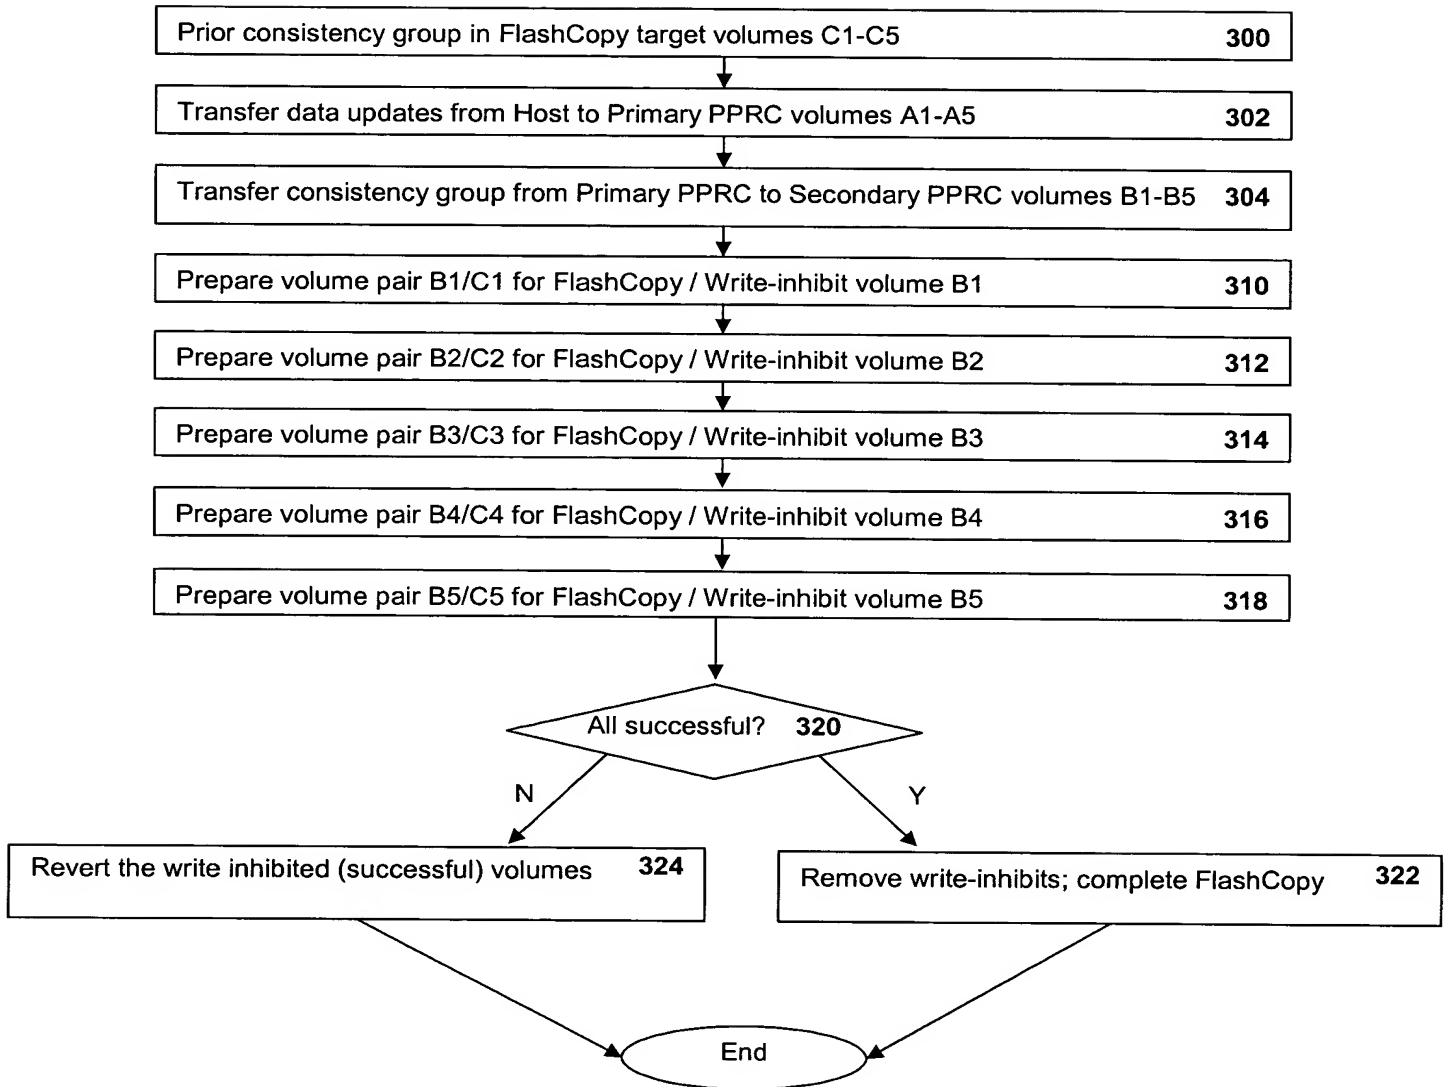 Prior consistency group in FlashCopy target volumes C1-C5 300
Transfer data updates from Host to Primary PPRC volumes A1-A5 302
Transfer consistency group from Primary PPRC to Secondary PPRC volumes B1-B5 304
Prepare volume pair B1/C1 for FlashCopy / Write-inhibit volume B1 310
Prepare volume pair B2/C2 for FlashCopy / Write-inhibit volume B2 312
Prepare volume pair B3/C3 for FlashCopy / Write-inhibit volume B3 314
Prepare volume pair B4/C4 for FlashCopy / Write-inhibit volume B4 316
Prepare volume pair B5/C5 for FlashCopy / Write-inhibit volume B5 318
All successful? 320
N
Y
Revert the write inhibited (successful) volumes 324
Remove write-inhibits; complete FlashCopy 322
End